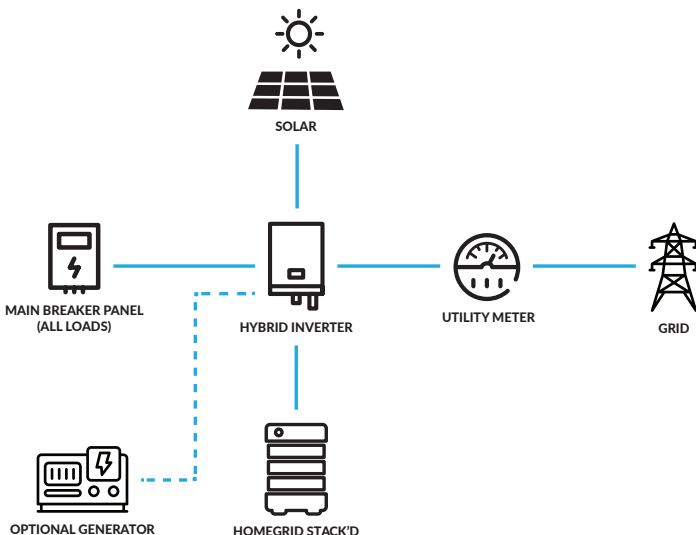 SOLAR
MAIN BREAKER PANEL
(ALL LOADS)
HYBRID INVERTER
UTILITY METER
GRID
OPTIONAL GENERATOR
HOMEGRID STACK'D